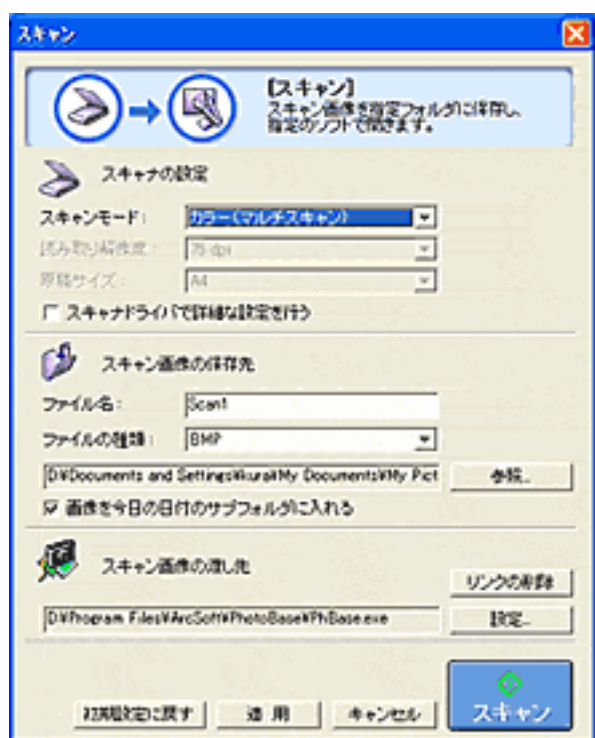 スキャン
[スキャン]
スキャン画像を指定フォルダに保存し、
指定のソフトで開きます。
スキャナの設定
スキャンモード:
カラー(マルチスキャン)
読み取り解像度:
75 dpi
原稿サイズ:
A4
スキャナドライバで詳細な設定を行う
スキャン画像の保存先
ファイル名:
Scan1
ファイルの種類:
BMP
D:¥Documents and Settings¥kura¥My Documents¥My Pict
参照...
画像を今日の日付のサブフォルダに入れる
スキャン画像の渡し先
リンクの削除
D:¥Program Files¥ArcSoft¥PhotoBase¥PhBase.exe
設定...
初期設定に戻す
適 用
キャンセル
スキャン